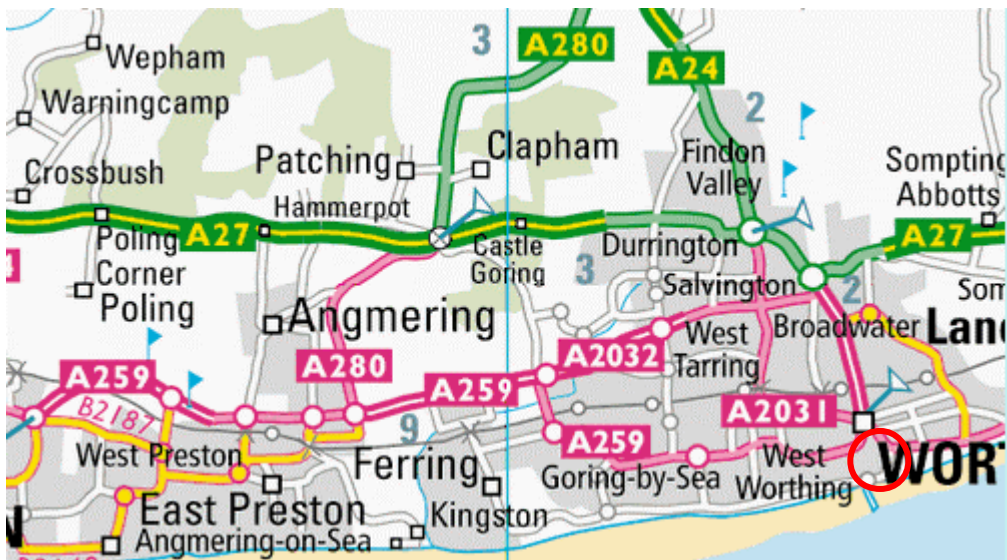 3
A280
A24
Wepham
Warningcamp
2
Crossbush
Patching
Clapham
Findon
Valley
Sompting
Abbotts
Hammerpot
A27
Poling
Corner
Castle
Goring
Durrington
A27
3
Salvington
2
Poling
Angmering
Som
4
West
Tarring
Broadwater
Lan
A280
A2032
A259
A259
B2187
A2031
9
A259
West Preston
Ferring
Goring-by-Sea
West
Worthing
WOR
East Preston
Kingston
Angmering-on-Sea
N